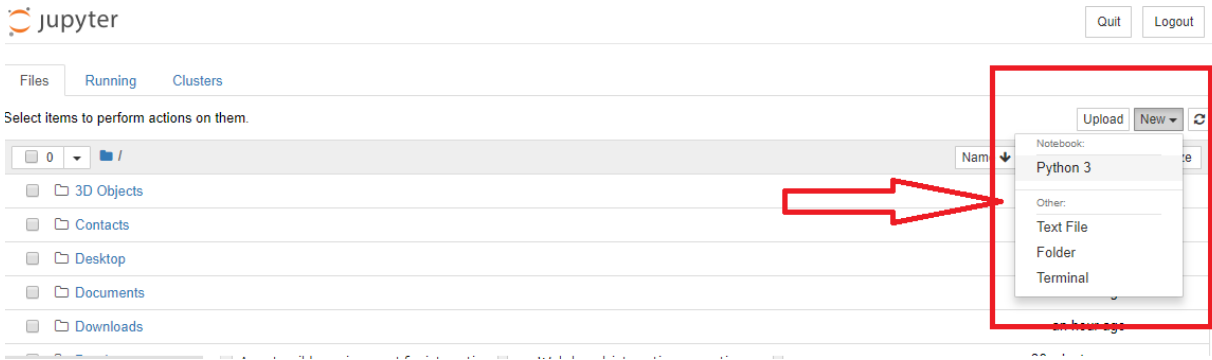 jupyter
Quit Logout
Files Running Clusters
Select items to perform actions on them.
Upload New
0 / Name
Notebook:
Python 3
3D Objects
Other:
Contacts
Text File
Desktop
Folder
Documents
Terminal
Downloads
an hour ago